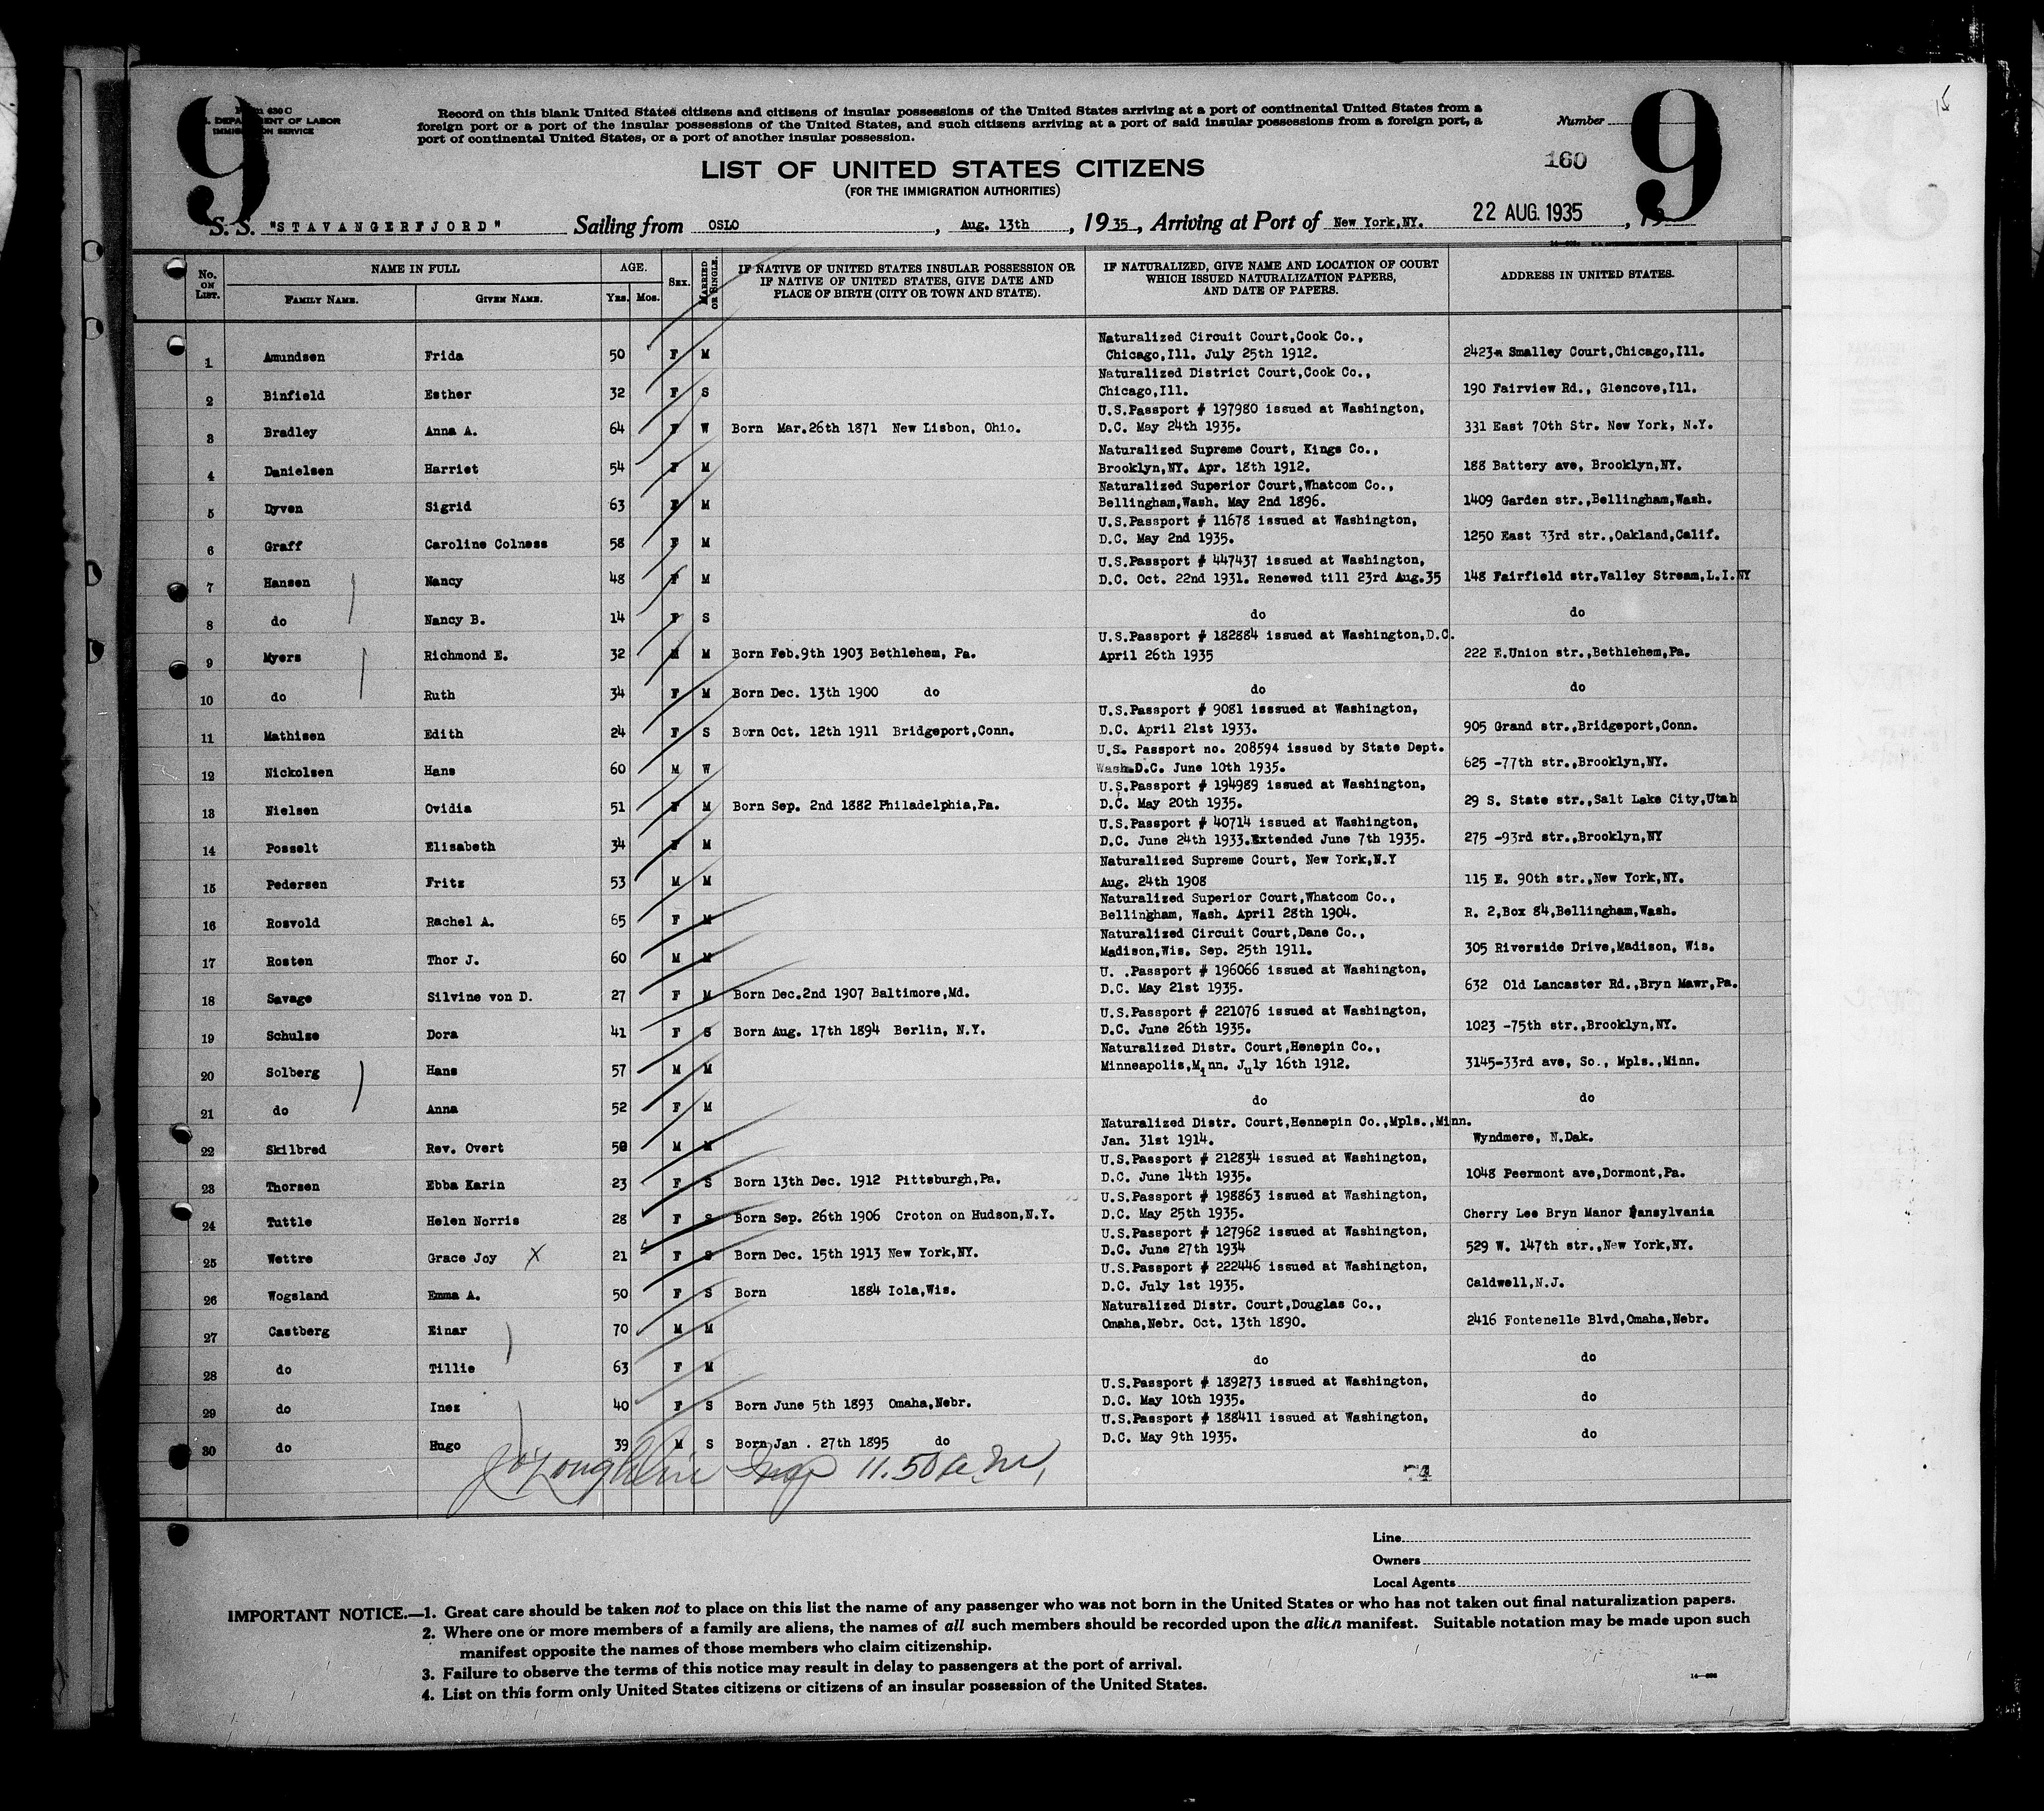 9
Form 630 C
U.S. DEPARTMENT OF LABOR
IMMIGRATION SERVICE
Record on this blank United States citizens and citizens of insular possessions of the United States arriving at a port of continental United States from a
foreign port or a port of the insular possessions of the United States, and such citizens arriving at a port of said insular possessions from a foreign port, a
port of continental United States, or a port of another insular possession.
Number
9
LIST OF UNITED STATES CITIZENS
160
(FOR THE IMMIGRATION AUTHORITIES)
S. S. "STAVANGERFJORD" Sailing from OSLO, Aug. 13th, 1935, Arriving at Port of New York,NY. 22 AUG. 1935, 19
No. ON LIST. NAME IN FULL FAMILY NAME. GIVEN NAME. AGE. Yrs. Mos. SEX. MARRIED OR SINGLE. IF NATIVE OF UNITED STATES INSULAR POSSESSION OR IF NATIVE OF UNITED STATES, GIVE DATE AND PLACE OF BIRTH (CITY OR TOWN AND STATE). IF NATURALIZED, GIVE NAME AND LOCATION OF COURT WHICH ISSUED NATURALIZATION PAPERS, AND DATE OF PAPERS. ADDRESS IN UNITED STATES.
Naturalized Circuit Court,Cook Co.,
1 Amundsen Frida 50 F M Chicago,Ill. July 25th 1912. 2423 Smalley Court,Chicago,Ill.
Naturalized District Court,Cook Co.,
2 Binfield Esther 32 F S Chicago,Ill. 190 Fairview Rd., Glencove,Ill.
U.S.Passport # 197980 issued at Washington,
3 Bradley Anna A. 64 F W Born Mar.26th 1871 New Lisbon, Ohio. D.C. May 24th 1935. 331 East 70th Str. New York, N.Y.
Naturalized Supreme Court, Kings Co.,
4 Danielsen Harriet 54 F M Brooklyn,NY. Apr. 18th 1912. 188 Battery ave, Brooklyn,NY.
Naturalized Superior Court,Whatcom Co.,
5 Dyven Sigrid 63 F M Bellingham,Wash. May 2nd 1896. 1409 Garden str.,Bellingham,Wash.
U.S.Passport # 11678 issued at Washington,
6 Graff Caroline Colness 58 F M D.C. May 2nd 1935. 1250 East 33rd str.,Oakland,Calif.
U.S.Passport # 447437 issued at Washington,
7 Hansen Nancy 48 F M D.C. Oct. 22nd 1931. Renewed till 23rd Aug.35 148 Fairfield str.Valley Stream,L.I.NY
8 do Nancy B. 14 F S do do
U.S.Passport # 182884 issued at Washington,D.C.
9 Myers Richmond E. 32 M M Born Feb.9th 1903 Bethlehem, Pa. April 26th 1935 222 E.Union str.,Bethlehem,Pa.
10 do Ruth 34 F M Born Dec. 13th 1900 do do do
U.S.Passport # 9081 isssued at Washington,
11 Mathisen Edith 24 F S Born Oct. 12th 1911 Bridgeport,Conn. D.C. April 21st 1933. 905 Grand str.,Bridgeport,Conn.
U.S. Passport no. 208594 issued by State Dept.
12 Nickolsen Hans 60 M W Wash.D.C. June 10th 1935. 625 -77th str.,Brooklyn,NY.
U.S.Passport # 194989 issued at Washington,
13 Nielsen Ovidia 51 F M Born Sep. 2nd 1882 Philadelphia,Pa. D.C. May 20th 1935. 29 S. State str.,Salt Lake City,Utah
U.S.Passport # 40714 issued at Washington,
14 Posselt Elisabeth 34 F M D.C. June 24th 1933.Extended June 7th 1935. 275 -93rd str.,Brooklyn,NY
Naturalized Supreme Court, New York,N.Y
15 Pedersen Fritz 53 M M Aug. 24th 1908 115 E. 90th str.,New York,NY.
Naturalized Superior Court,Whatcom Co.,
16 Rosvold Rachel A. 65 F M Bellingham, Wash. April 28th 1904. R. 2,Box 84,Bellingham,Wash.
Naturalized Circuit Court,Dane Co.,
17 Rosten Thor J. 60 M M Madison,Wis. Sep. 25th 1911. 305 Riverside Drive,Madison, Wis.
U. .Passport # 196066 issued at Washington,
18 Savage Silvine von D. 27 F M Born Dec.2nd 1907 Baltimore,Md. D.C. May 21st 1935. 632 Old Lancaster Rd.,Bryn Mawr,Pa.
U.S.Passport # 221076 issued at Washington,
19 Schulze Dora 41 F S Born Aug. 17th 1894 Berlin, N.Y. D.C. June 26th 1935. 1023 -75th str.,Brooklyn,NY.
Naturalized Distr. Court,Henepin Co.,
20 Solberg Hans 57 M M Minneapolis,Minn. July 16th 1912. 3145-33rd ave, So., Mpls.,Minn.
21 do Anna 52 F M do do
Naturalized Distr. Court,Hennepin Co.,Mpls.,Minn.
22 Skilbred Rev. Overt 58 M M Jan. 31st 1914. Wyndmere, N.Dak.
U.S.Passport # 212834 issued at Washington,
23 Thorsen Ebba Karin 23 F S Born 13th Dec. 1912 Pittsburgh,Pa. D.C. June 14th 1935. 1048 Peermont ave,Dormont,Pa.
U.S.Passport # 198863 issued at Washington,
24 Tuttle Helen Norris 28 F S Born Sep. 26th 1906 Croton on Hudson,N.Y. D.C. May 25th 1935. Cherry Lee Bryn Manor Pansylvania
U.S.Passport # 127962 issued at Washington,
25 Wettre Grace Joy X 21 F S Born Dec. 15th 1913 New York,NY. D.C. June 27th 1934 529 W. 147th str.,New York,NY.
U.S.Passport # 222446 issued at Washington,
26 Wogsland Emma A. 50 F S Born 1884 Iola,Wis. D.C. July 1st 1935. Caldwell,N.J.
Naturalized Distr. Court,Douglas Co.,
27 Castberg Einar 70 M M Omaha,Nebr. Oct. 13th 1890. 2416 Fontenelle Blvd,Omaha,Nebr.
28 do Tillie 63 F M do do
U.S.Passport # 189273 issued at Washington,
29 do Inez 40 F S Born June 5th 1893 Omaha,Nebr. D.C. May 10th 1935. do
U.S.Passport # 188411 issued at Washington,
30 do Hugo 39 M S Born Jan . 27th 1895 do D.C. May 9th 1935. do
Insp 11.50 a.m.
74
Line
Owners
Local Agents
IMPORTANT NOTICE.—1. Great care should be taken not to place on this list the name of any passenger who was not born in the United States or who has not taken out final naturalization papers.
2. Where one or more members of a family are aliens, the names of all such members should be recorded upon the alien manifest. Suitable notation may be made upon such
manifest opposite the names of those members who claim citizenship.
3. Failure to observe the terms of this notice may result in delay to passengers at the port of arrival.
4. List on this form only United States citizens or citizens of an insular possession of the United States.